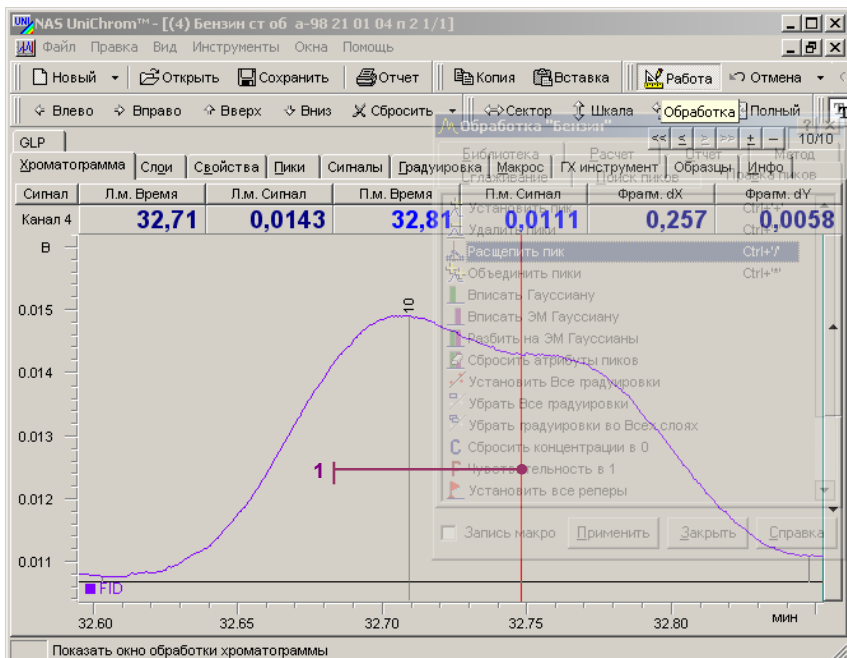 NAS UniChrom™ - [(4) Бензин ст об а-98 21 01 04 п 2 1/1]
Файл Правка Вид Инструменты Окна Помощь
Новый Открыть Сохранить Отчет Копия Вставка Работа Отмена
Влево Вправо Вверх Вниз Сбросить Сектор Шкала Обработка Полный
Обработка "Бензин"
GLP << < > >> + – 10/10
Библиотека Расчет Отчет Метод
Хроматограмма Слои Свойства Пики Сигналы Градуировка Макрос ГХ инструмент Образцы Инфо
Сглаживание Поиск пиков Правка пиков
Сигнал Л.м. Время Л.м. Сигнал П.м. Время П.м. Сигнал Фрагм. dX Фрагм. dY
Установить пик Ctrl+'+'
Канал 4 32,71 0,0143 32,81 0,0111 0,257 0,0058
Удалить Пики
В
Расщепить пик Ctrl+'/'
Объединить пики Ctrl+'*'
Вписать Гауссиану
10
0.015
Вписать ЭМ Гауссиану
Разбить на ЭМ Гауссианы
Сбросить атрибуты пиков
0.014
Установить Все градуировки
Убрать Все градуировки
Убрать градуировки во Всех слоях
0.013
Сбросить концентрации в 0
1
Чувствительность в 1
Установить все реперы
0.012
Запись макро Применить Закрыть Справка
0.011
FID
32.60 32.65 32.70 32.75 32.80 мин
Показать окно обработки хроматограммы